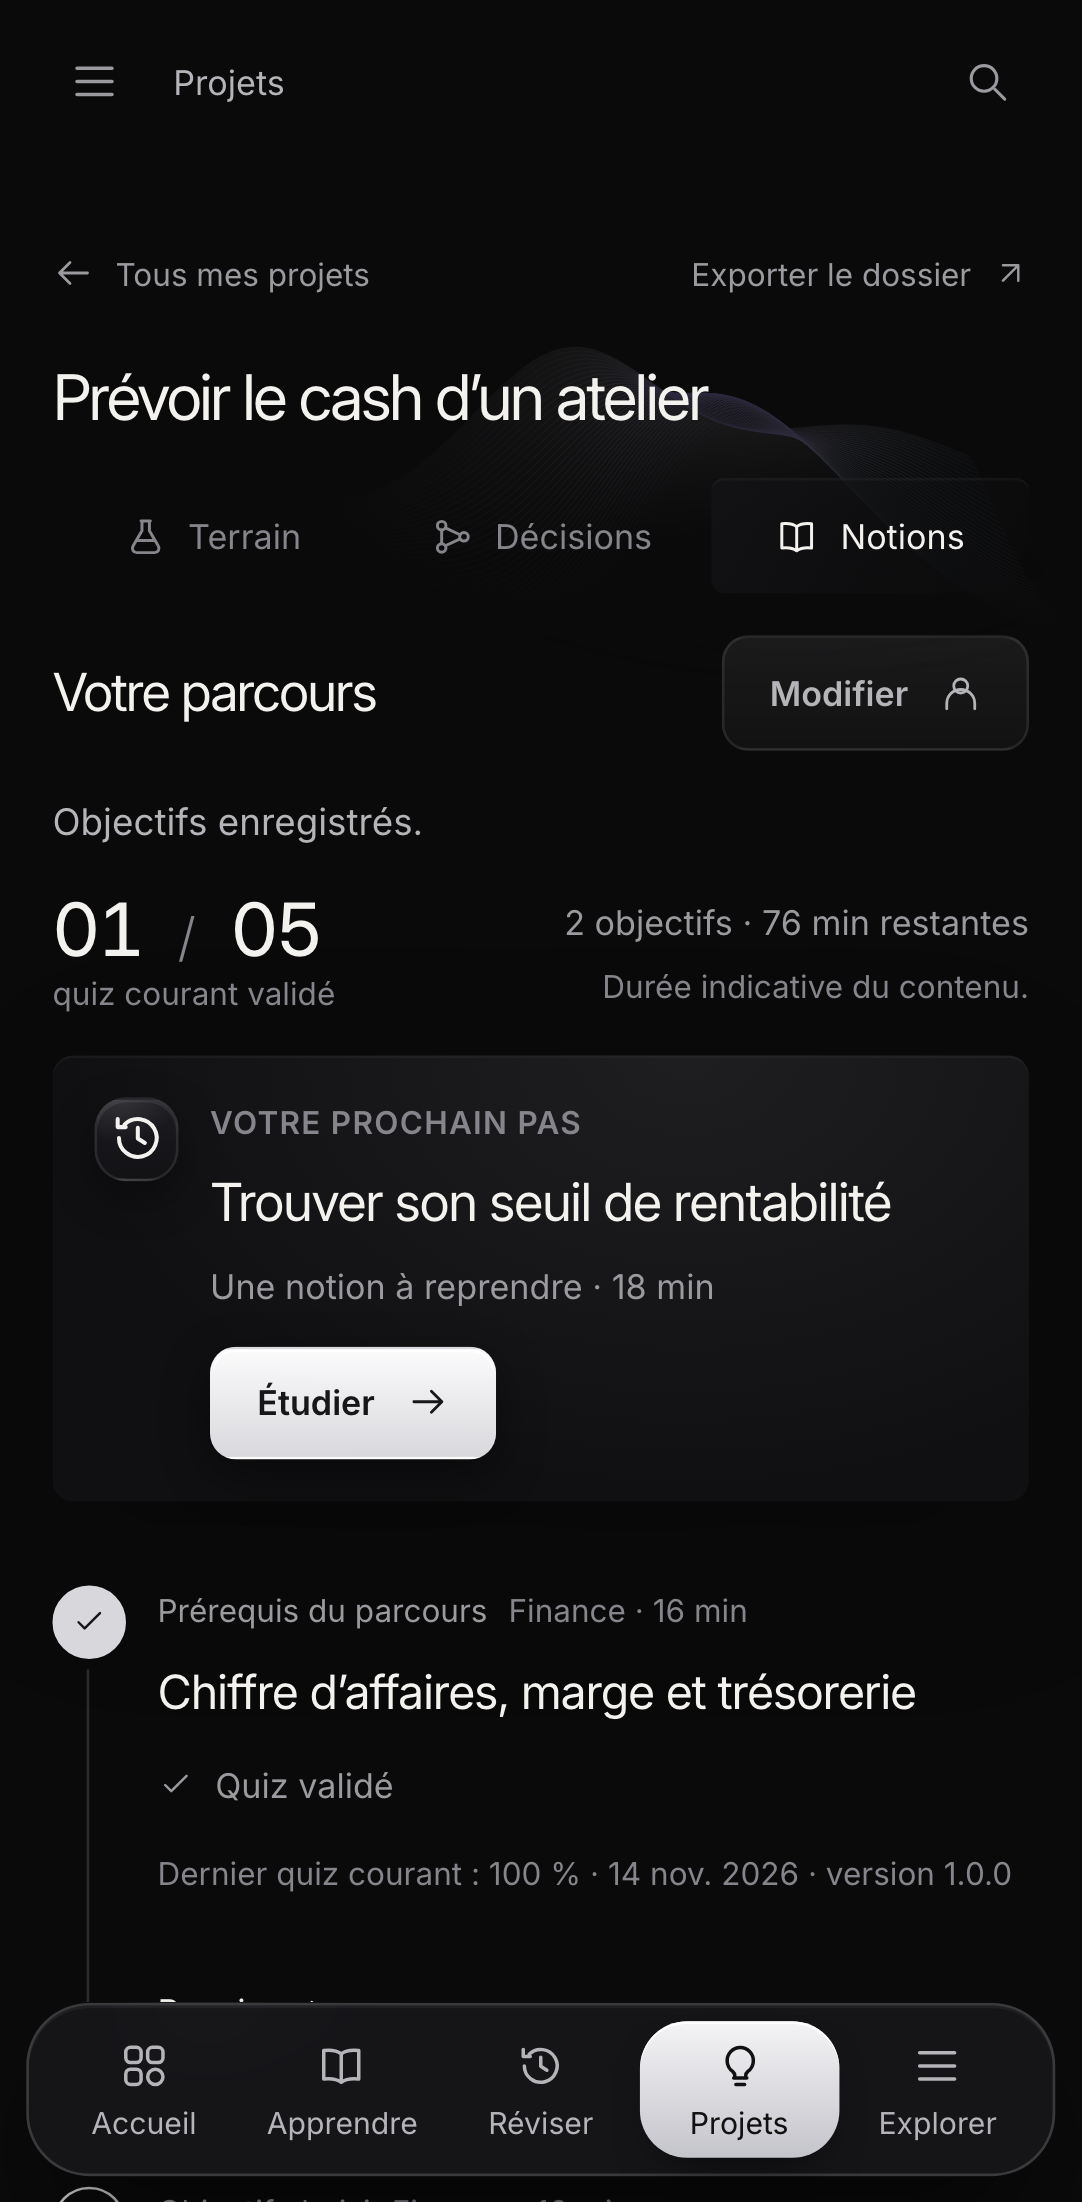 Projets
Tous mes projets
Exporter le dossier
Prévoir le cash d’un atelier
Terrain
Décisions
Notions
Votre parcours
Modifier
Objectifs enregistrés.
01 / 05
quiz courant validé
2 objectifs · 76 min restantes
Durée indicative du contenu.
VOTRE PROCHAIN PAS
Trouver son seuil de rentabilité
Une notion à reprendre · 18 min
Étudier
Prérequis du parcours Finance · 16 min
Chiffre d’affaires, marge et trésorerie
Quiz validé
Dernier quiz courant : 100 % · 14 nov. 2026 · version 1.0.0
Accueil
Apprendre
Réviser
Projets
Explorer